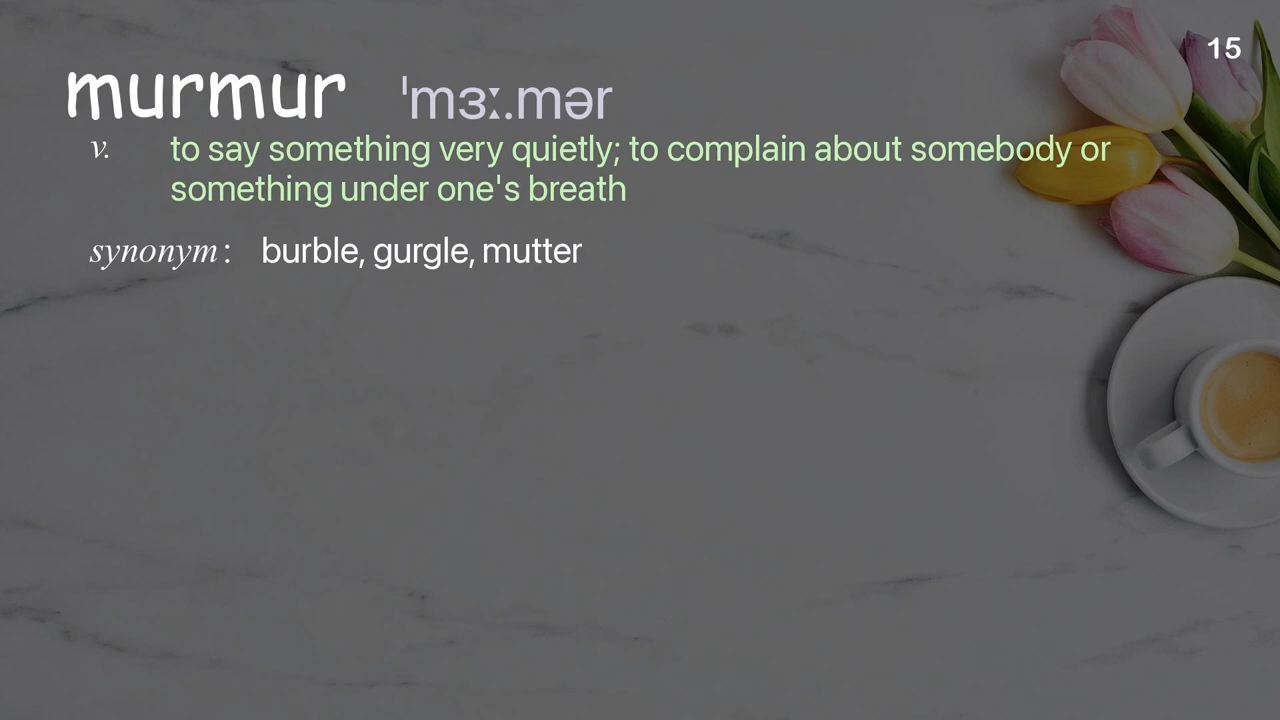 15
murmur ˈmɜː.mər
v. to say something very quietly; to complain about somebody or
something under one's breath
synonym: burble, gurgle, mutter